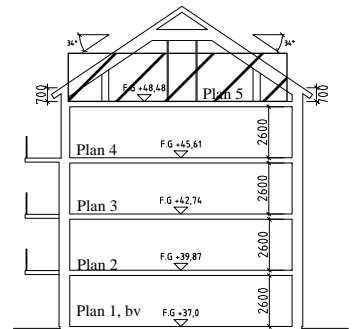 34° 34°
F.G +48,48 Plan 5
700 700
F.G +45,61
Plan 4
2600
F.G +42,74
Plan 3
2600
F.G +39,87
Plan 2
2600
Plan 1, bv
F.G +37,0
2600